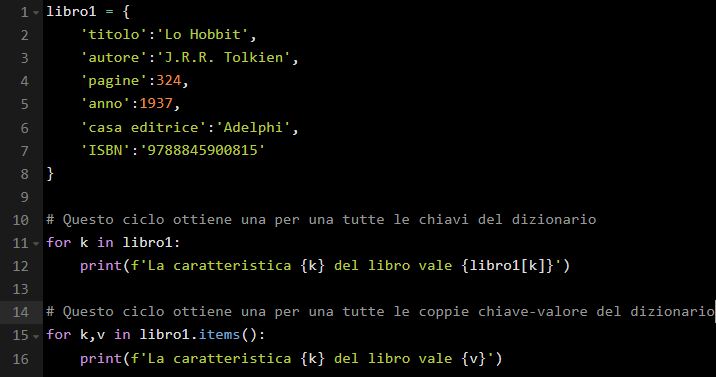 1 libro1 = {
2     'titolo':'Lo Hobbit',
3     'autore':'J.R.R. Tolkien',
4     'pagine':324,
5     'anno':1937,
6     'casa editrice':'Adelphi',
7     'ISBN':'9788845900815'
8 }
9
10 # Questo ciclo ottiene una per una tutte le chiavi del dizionario
11 for k in libro1:
12     print(f'La caratteristica {k} del libro vale {libro1[k]}')
13
14 # Questo ciclo ottiene una per una tutte le coppie chiave-valore del dizionario
15 for k,v in libro1.items():
16     print(f'La caratteristica {k} del libro vale {v}')